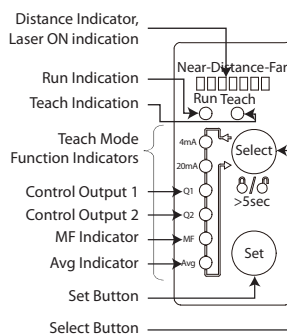 Distance Indicator,
Laser ON indication
Near-Distance-Far
Run Indication
Run Teach
Teach Indication
Teach Mode
Function Indicators
4mA
Select
20mA
>5sec
Control Output 1
Q1
Control Output 2
Q2
MF Indicator
MF
Set
Avg Indicator
Avg
Set Button
Select Button